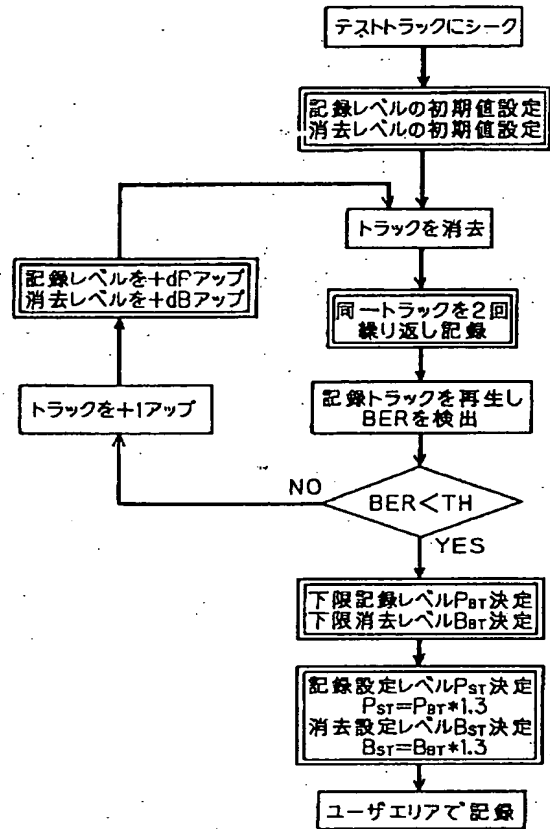 テストトラックにシーク
記録レベルの初期値設定
消去レベルの初期値設定
トラックを消去
記録レベルを+dPアップ
消去レベルを+dBアップ
同一トラックを2回
繰り返し記録
トラックを+1アップ
記録トラックを再生し
BERを検出
NO
BER<TH
YES
下限記録レベルPBT決定
下限消去レベルBBT決定
記録設定レベルPST決定
PST=PBT*1.3
消去設定レベルBST決定
BST=BBT*1.3
ユーザエリアで記録